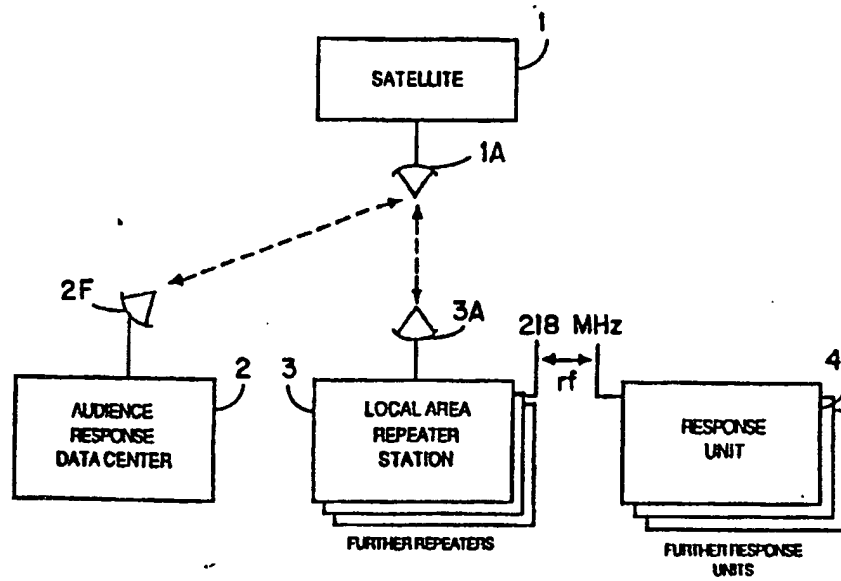 1
SATELLITE
1A
2F
3A
218 MHz
rf
2
3
4
AUDIENCE
RESPONSE
DATA CENTER
LOCAL AREA
REPEATER
STATION
RESPONSE
UNIT
FURTHER REPEATERS
FURTHER RESPONSE
UNITS